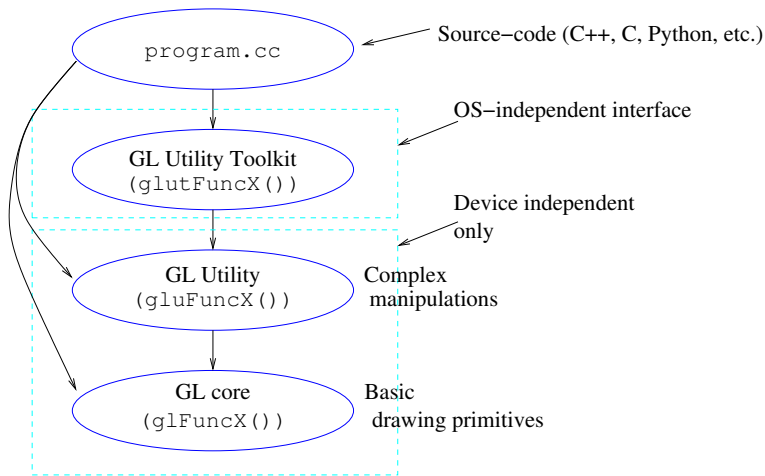 Source−code (C++, C, Python, etc.)
program.cc
OS−independent interface
GL Utility Toolkit
(glutFuncX())
Device independent
only
GL Utility
(gluFuncX())
Complex
manipulations
GL core
(glFuncX())
Basic
drawing primitives